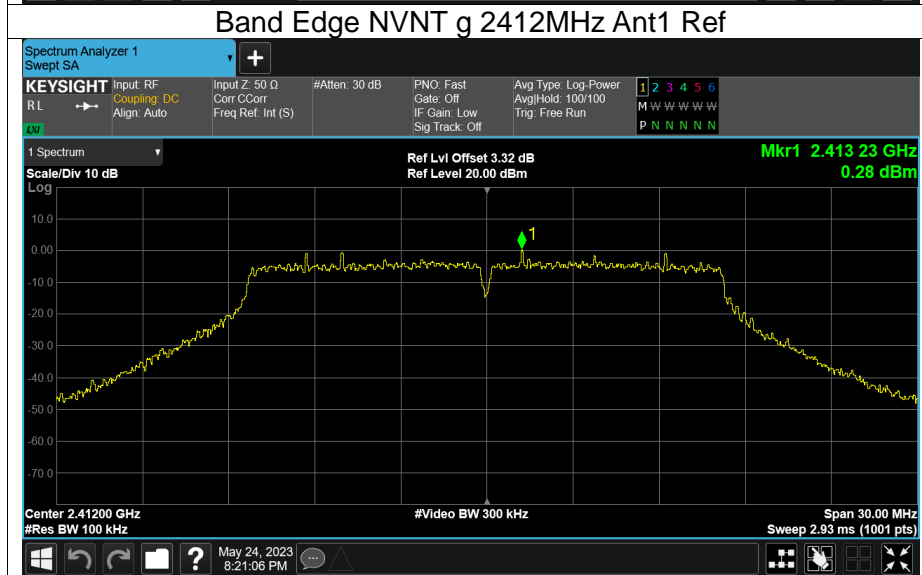 Band Edge NVNT g 2412MHz Ant1 Ref
Spectrum Analyzer 1
Swept SA
+
KEYSIGHT
R L
LXI
Input: RF
Coupling: DC
Align: Auto
Input Z: 50 Ω
Corr CCorr
Freq Ref: Int (S)
#Atten: 30 dB
PNO: Fast
Gate: Off
IF Gain: Low
Sig Track: Off
Avg Type: Log-Power
Avg|Hold: 100/100
Trig: Free Run
1 2 3 4 5 6
M W W W W W
P N N N N N
1 Spectrum
Scale/Div 10 dB
Ref Lvl Offset 3.32 dB
Ref Level 20.00 dBm
Mkr1 2.413 23 GHz
0.28 dBm
Log
10.0
0.00
-10.0
-20.0
-30.0
-40.0
-50.0
-60.0
-70.0
1
Center 2.41200 GHz
#Res BW 100 kHz
#Video BW 300 kHz
Span 30.00 MHz
Sweep 2.93 ms (1001 pts)
?
May 24, 2023
8:21:06 PM